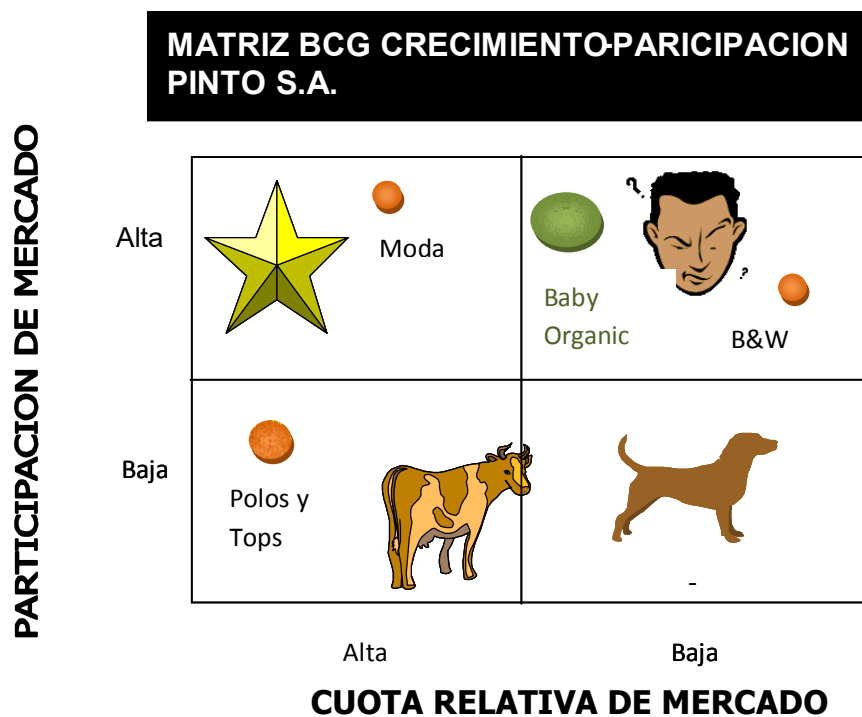 MATRIZ BCG CRECIMIENTO-PARICIPACION
PINTO S.A.
PARTICIPACION DE MERCADO
Alta
Moda
?
?
Baby
Organic
B&W
Baja
Polos y
Tops
-
Alta
Baja
CUOTA RELATIVA DE MERCADO